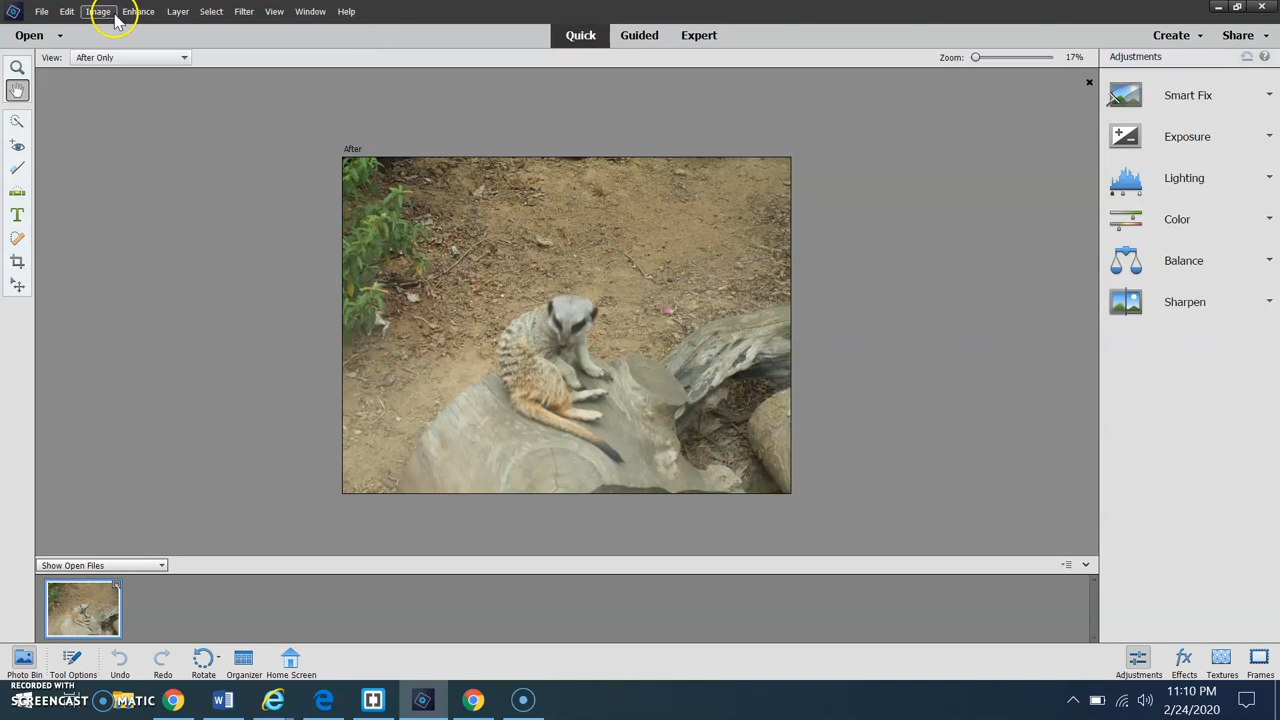 File Edit Image Enhance Layer Select Filter View Window Help
Open Quick Guided Expert Create Share
View: After Only Zoom: 17% Adjustments
After
Smart Fix
Exposure
Lighting
Color
Balance
Sharpen
Show Open Files
Photo Bin Tool Options Undo Redo Rotate Organizer Home Screen Adjustments Effects Textures Frames
RECORDED WITH
SCREENCAST MATIC
11:10 PM
2/24/2020